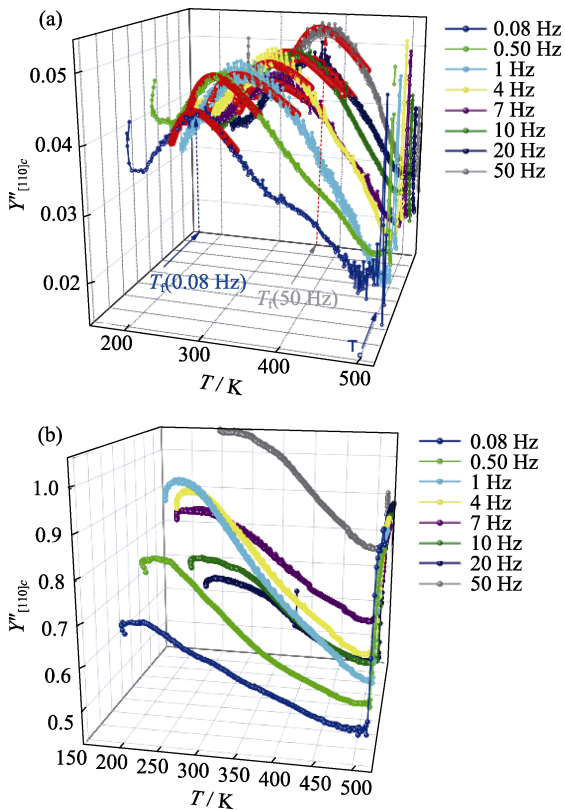 (a)
0.08 Hz
0.50 Hz
1 Hz
4 Hz
7 Hz
10 Hz
20 Hz
50 Hz
Y″[110]c
0.05
0.04
0.03
0.02
Tf(0.08 Hz)
Tf(50 Hz)
Tc
200
300
400
500
T / K
(b)
0.08 Hz
0.50 Hz
1 Hz
4 Hz
7 Hz
10 Hz
20 Hz
50 Hz
Y″[110]c
1.0
0.9
0.8
0.7
0.6
0.5
150
200
250
300
350
400
450
500
T / K